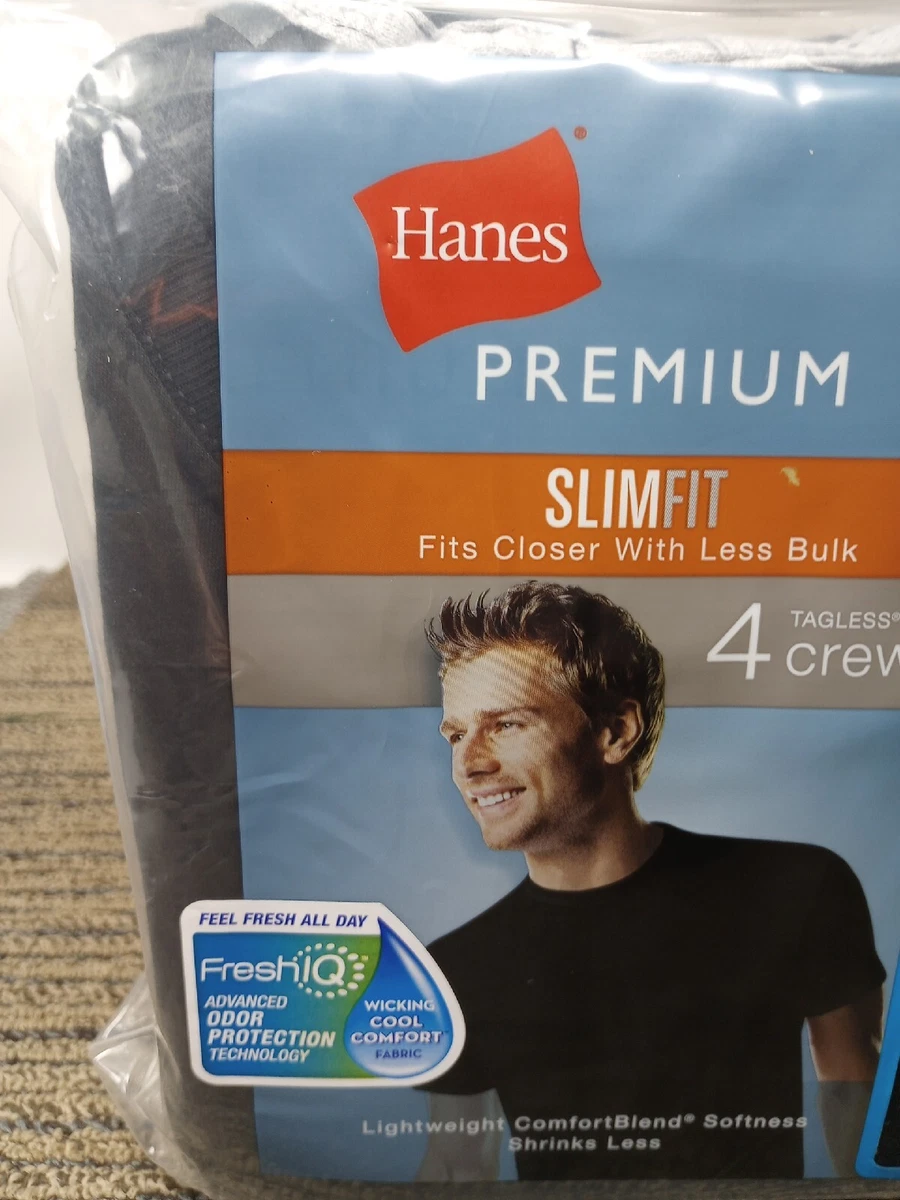 Hanes®
PREMIUM
SLIMFIT
Fits Closer With Less Bulk
4 TAGLESS®
crew
FEEL FRESH ALL DAY
FreshIQ
ADVANCED
ODOR
PROTECTION
TECHNOLOGY
WICKING
COOL
COMFORT™
FABRIC
Lightweight ComfortBlend® Softness
Shrinks Less